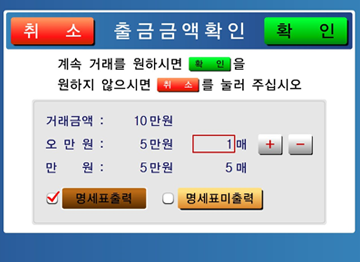 취 소 출금금액확인 확 인
계속 거래를 원하시면 확 인 을
원하지 않으시면 취 소 를 눌러 주십시오
거래금액 : 10만원
오 만 원 : 5만원 1매 + −
만 원 : 5만원 5매
명세표출력 명세표미출력